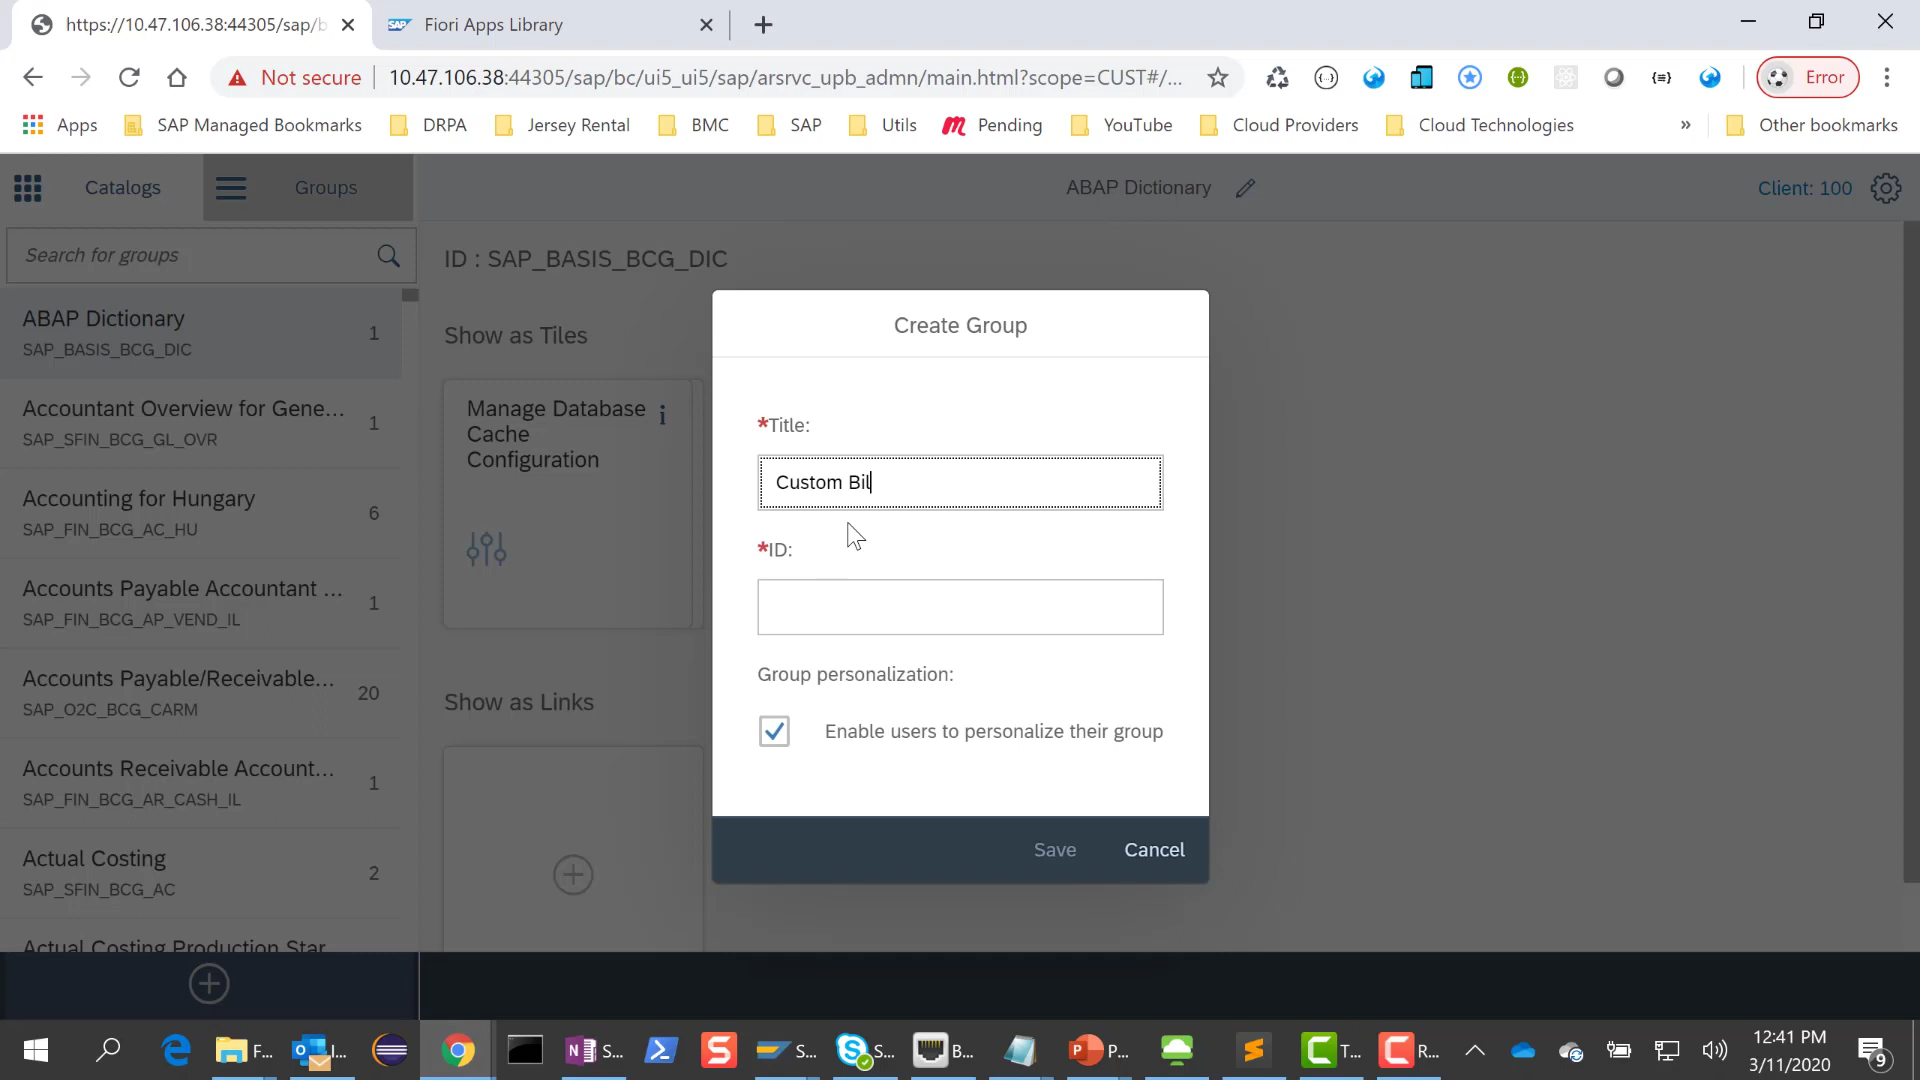 https://10.47.106.38:44305/sap/b
SAP Fiori Apps Library
Not secure 10.47.106.38:44305/sap/bc/ui5_ui5/sap/arsrvc_upb_admn/main.html?scope=CUST#/... Error
Apps SAP Managed Bookmarks DRPA Jersey Rental BMC SAP Utils Pending YouTube Cloud Providers Cloud Technologies » Other bookmarks
Catalogs Groups ABAP Dictionary Client: 100
Search for groups
ID : SAP_BASIS_BCG_DIC
ABAP Dictionary
SAP_BASIS_BCG_DIC
1
Accountant Overview for Gene...
SAP_SFIN_BCG_GL_OVR
1
Accounting for Hungary
SAP_FIN_BCG_AC_HU
6
Accounts Payable Accountant ...
SAP_FIN_BCG_AP_VEND_IL
1
Accounts Payable/Receivable...
SAP_O2C_BCG_CARM
20
Accounts Receivable Account...
SAP_FIN_BCG_AR_CASH_IL
1
Actual Costing
SAP_SFIN_BCG_AC
2
Actual Costing Production Star
Show as Tiles
Manage Database
Cache
Configuration
i
Show as Links
Create Group
*Title:
Custom Bil
*ID:
Group personalization:
Enable users to personalize their group
Save Cancel
F... I... S... S... S... B... P... T... R...
12:41 PM
3/11/2020
9